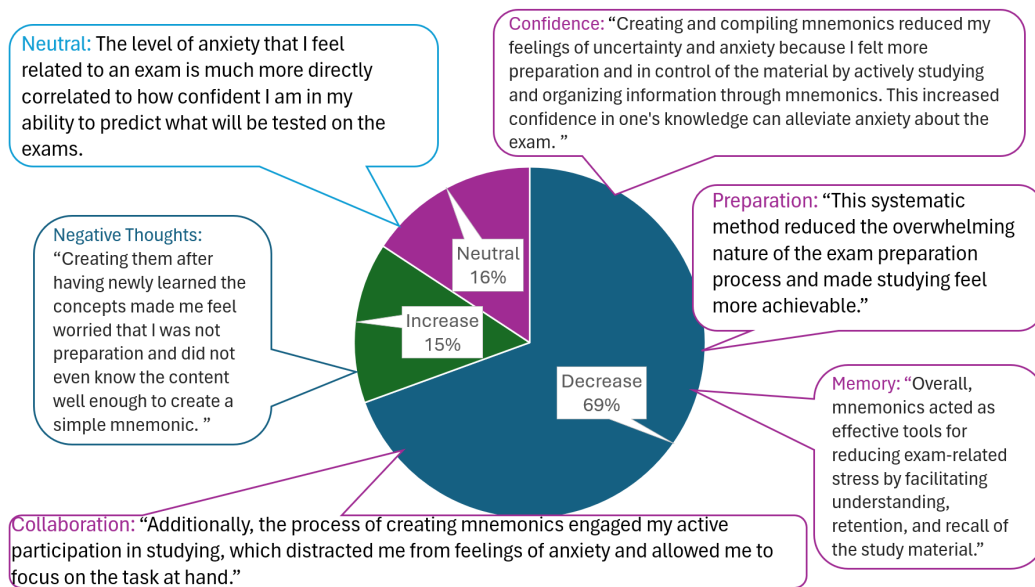 Neutral: The level of anxiety that I feel
related to an exam is much more directly
correlated to how confident I am in my
ability to predict what will be tested on the
exams.
Confidence: “Creating and compiling mnemonics reduced my
feelings of uncertainty and anxiety because I felt more
preparation and in control of the material by actively studying
and organizing information through mnemonics. This increased
confidence in one's knowledge can alleviate anxiety about the
exam. ”
Negative Thoughts:
“Creating them after
having newly learned the
concepts made me feel
worried that I was not
preparation and did not
even know the content
well enough to create a
simple mnemonic. ”
Neutral
16%
Increase
15%
Decrease
69%
Preparation: “This systematic
method reduced the overwhelming
nature of the exam preparation
process and made studying feel
more achievable.”
Memory: “Overall,
mnemonics acted as
effective tools for
reducing exam-related
stress by facilitating
understanding,
retention, and recall of
the study material.”
Collaboration: “Additionally, the process of creating mnemonics engaged my active
participation in studying, which distracted me from feelings of anxiety and allowed me to
focus on the task at hand.”